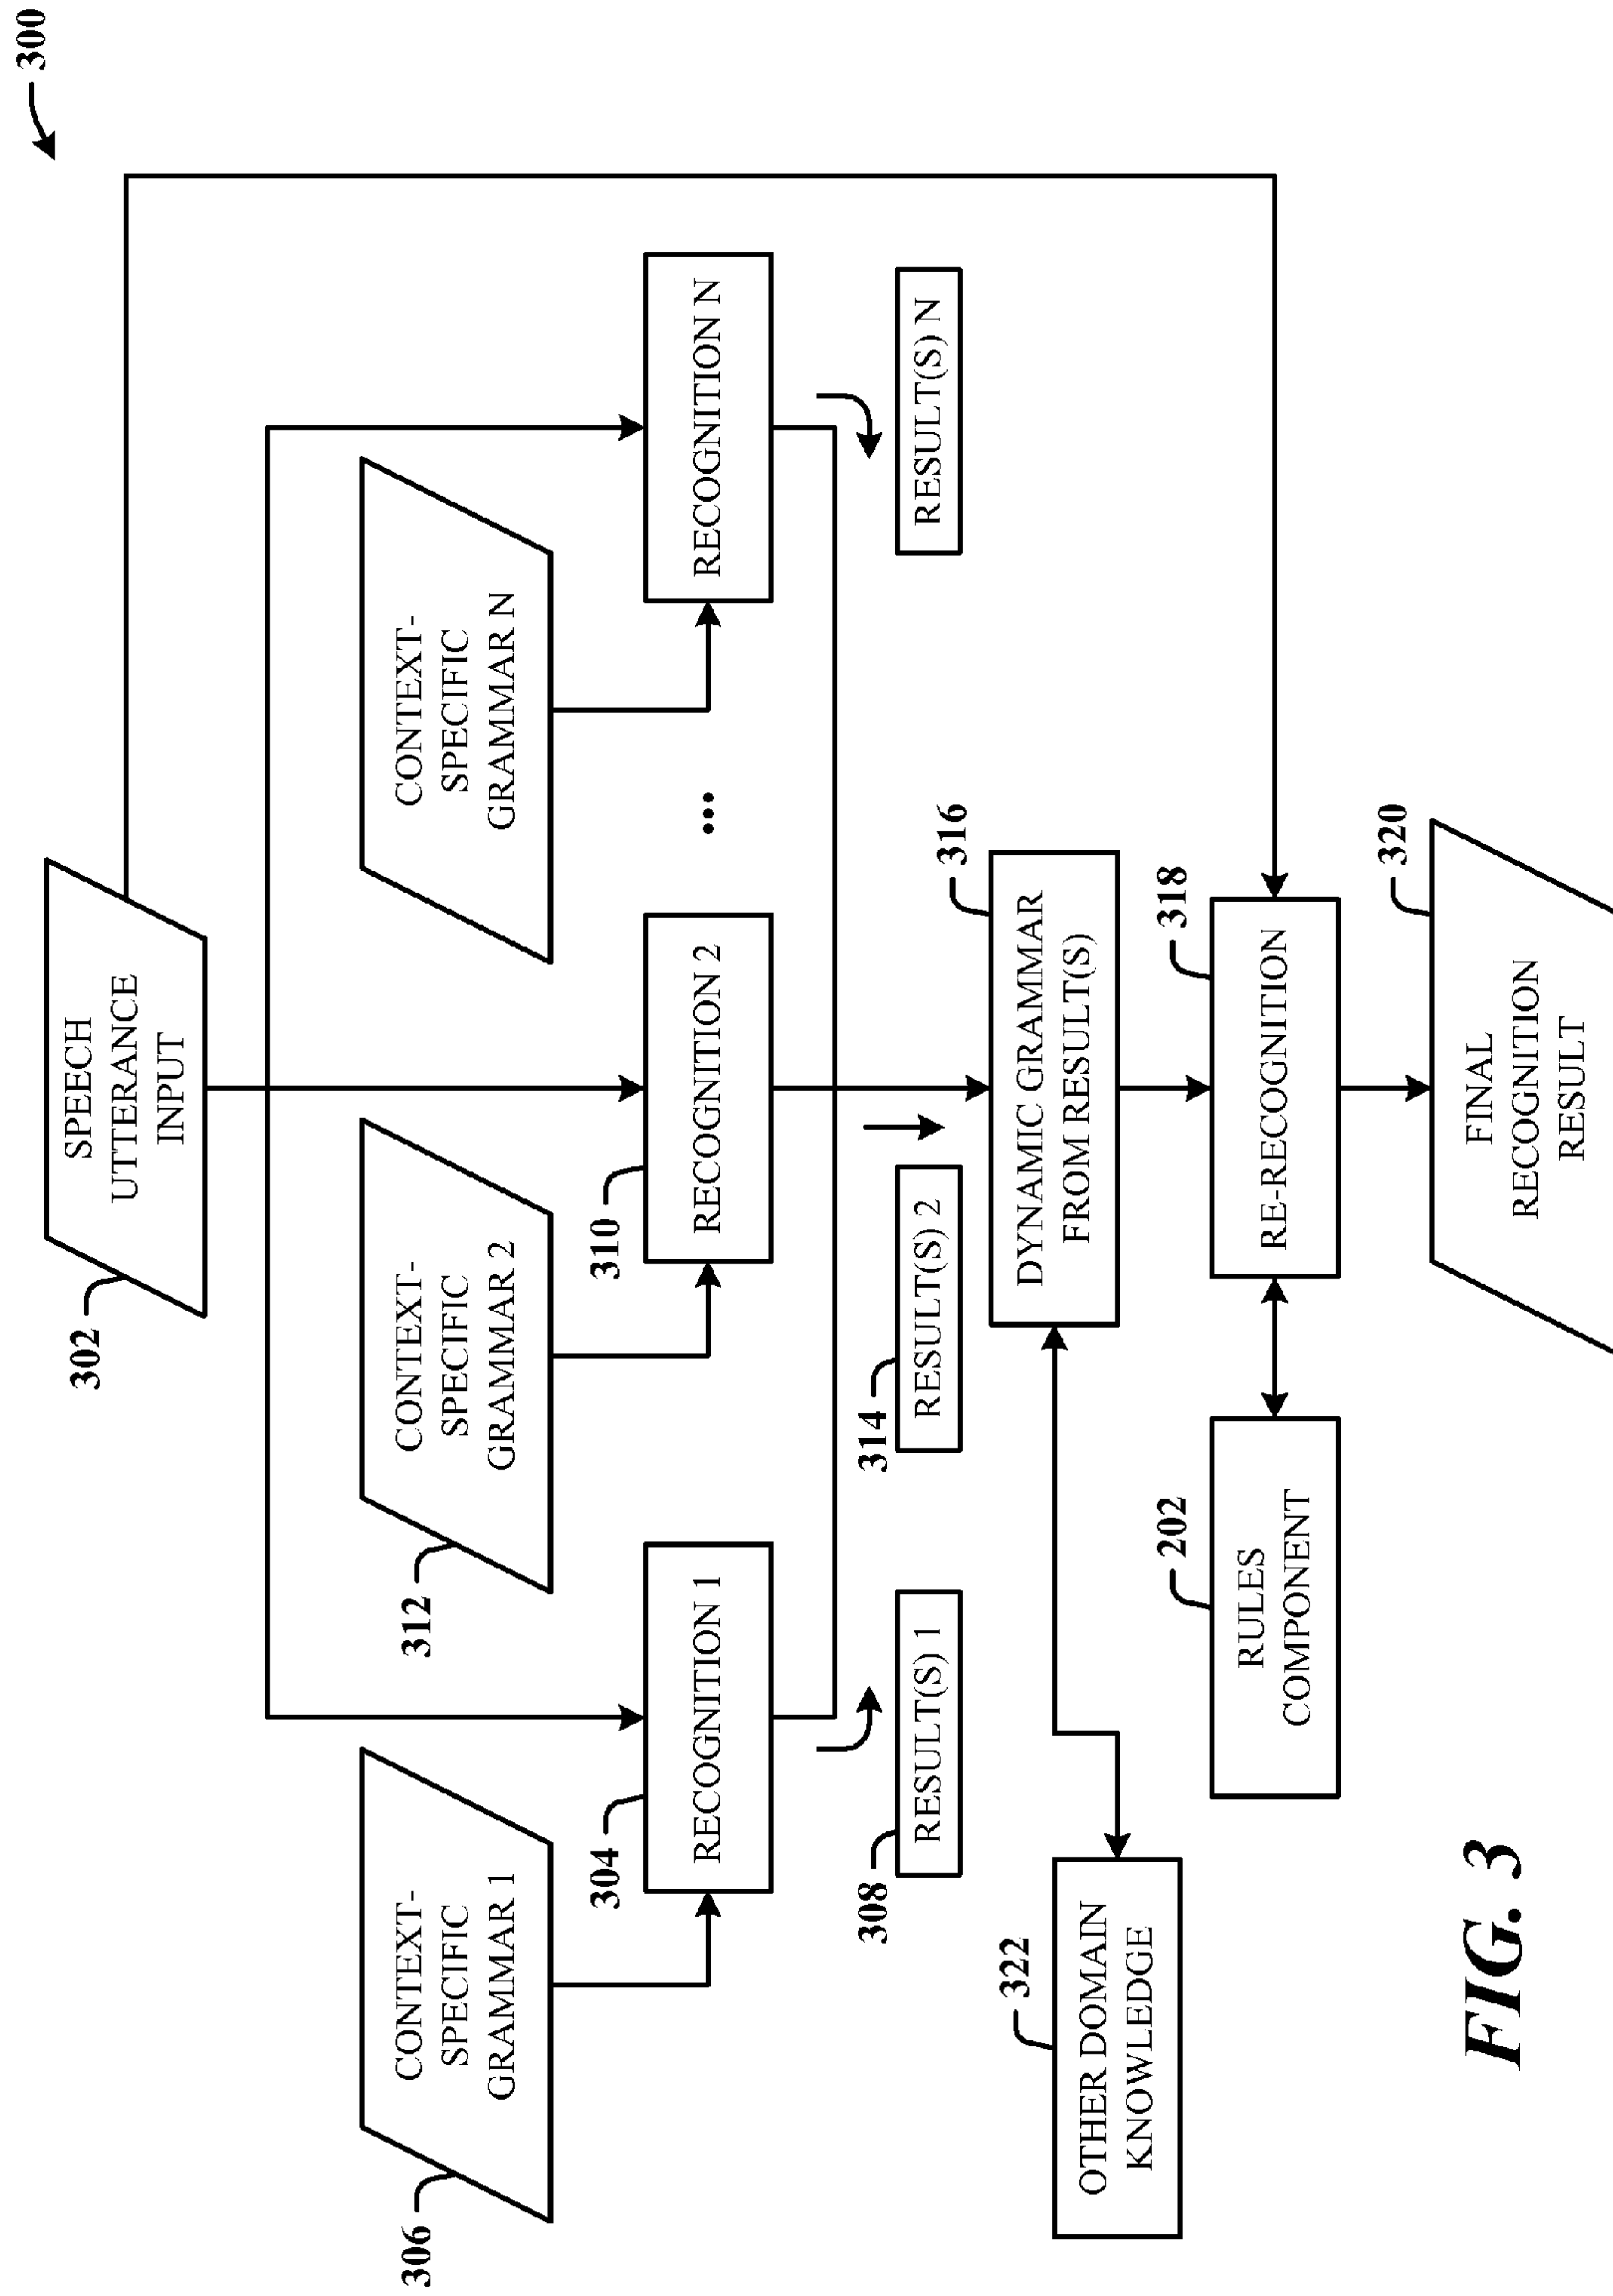 300
302
SPEECH
UTTERANCE
INPUT
306
CONTEXT-
SPECIFIC
GRAMMAR 1
312
CONTEXT-
SPECIFIC
GRAMMAR 2
CONTEXT-
SPECIFIC
GRAMMAR N
304
RECOGNITION 1
310
RECOGNITION 2
...
RECOGNITION N
308
RESULT(S) 1
314
RESULT(S) 2
RESULT(S) N
322
OTHER DOMAIN
KNOWLEDGE
316
DYNAMIC GRAMMAR
FROM RESULT(S)
202
RULES
COMPONENT
318
RE-RECOGNITION
320
FINAL
RECOGNITION
RESULT
FIG. 3